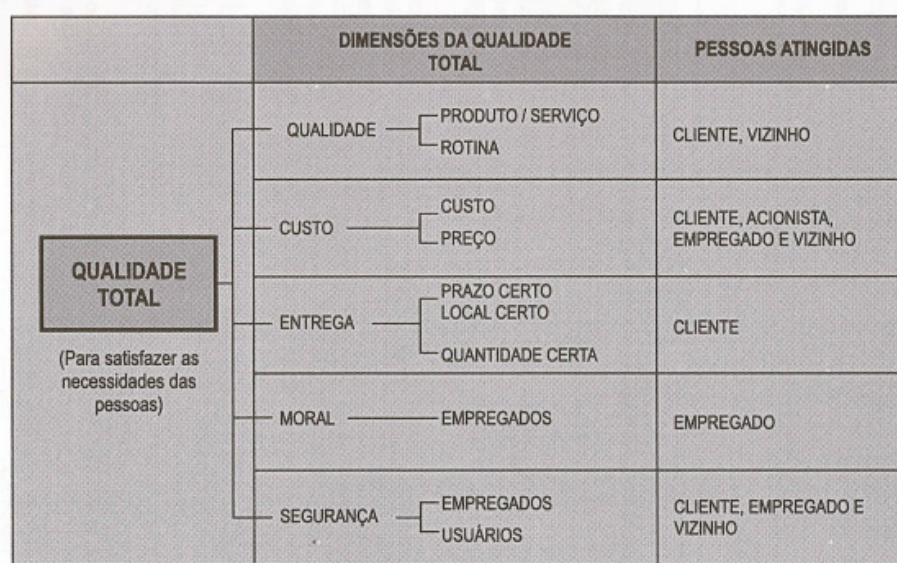 DIMENSÕES DA QUALIDADE
TOTAL
PESSOAS ATINGIDAS
QUALIDADE
TOTAL
(Para satisfazer as
necessidades das
pessoas)
QUALIDADE
PRODUTO / SERVIÇO
ROTINA
CLIENTE, VIZINHO
CUSTO
CUSTO
PREÇO
CLIENTE, ACIONISTA,
EMPREGADO E VIZINHO
ENTREGA
PRAZO CERTO
LOCAL CERTO
QUANTIDADE CERTA
CLIENTE
MORAL
EMPREGADOS
EMPREGADO
SEGURANÇA
EMPREGADOS
USUÁRIOS
CLIENTE, EMPREGADO E
VIZINHO